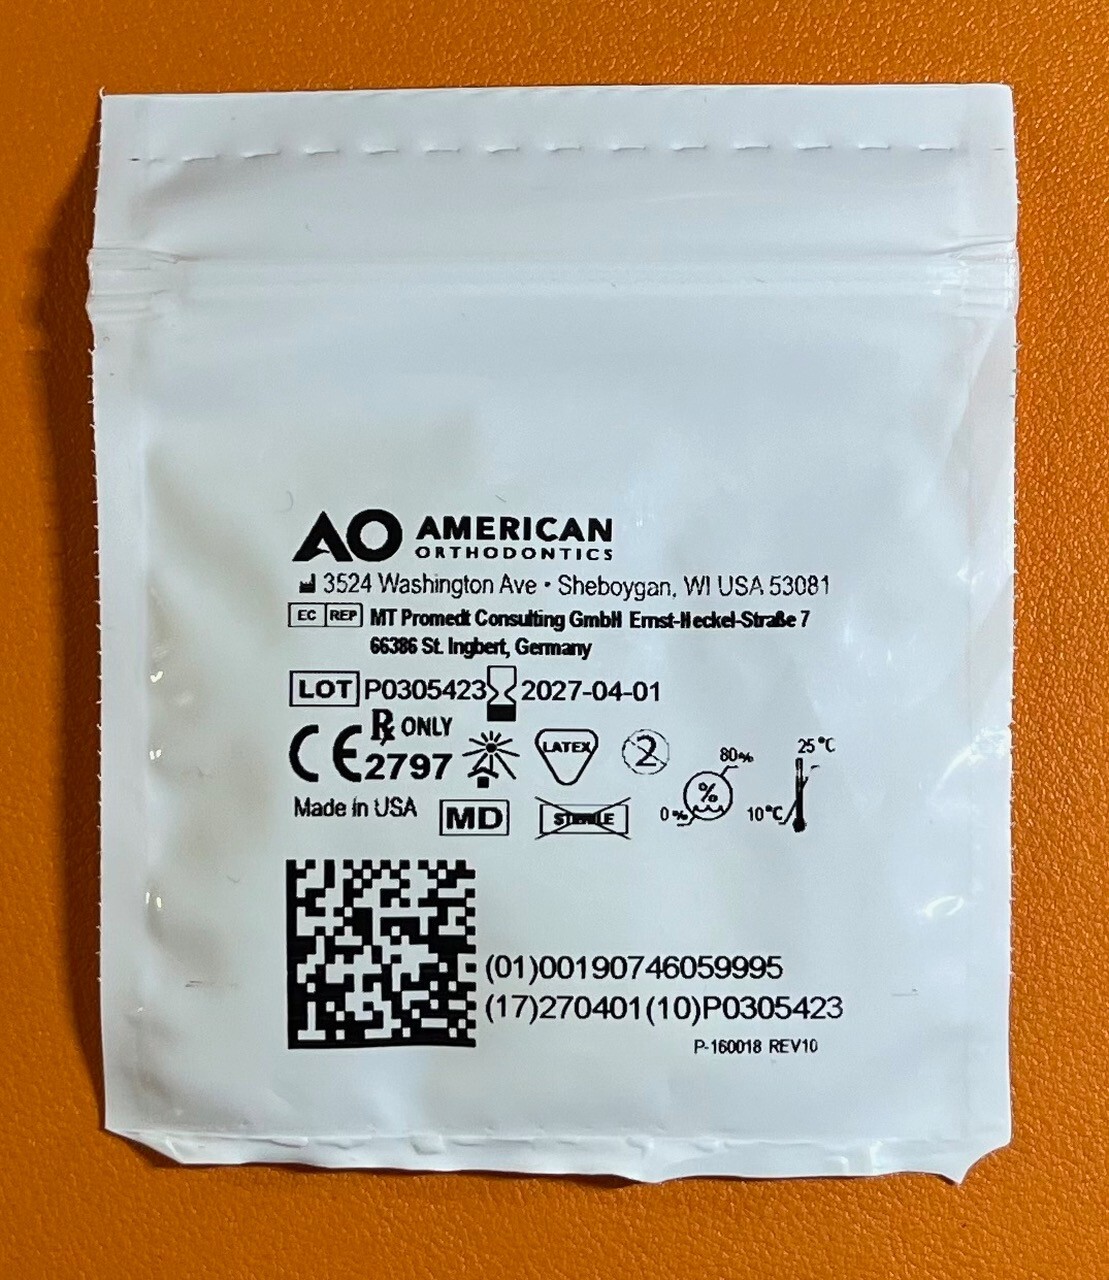 AO AMERICAN
ORTHODONTICS
3524 Washington Ave • Sheboygan, WI USA 53081
EC REP MT Promedt Consulting GmbH Ernst-Heckel-Straße 7
66386 St. Ingbert, Germany
LOT P0305423 2027-04-01
CE 2797 Rx ONLY LATEX 2
80%
0% %
25°C
10°C
Made in USA MD STERILE
(01)00190746059995
(17)270401(10)P0305423
P-160018 REV10